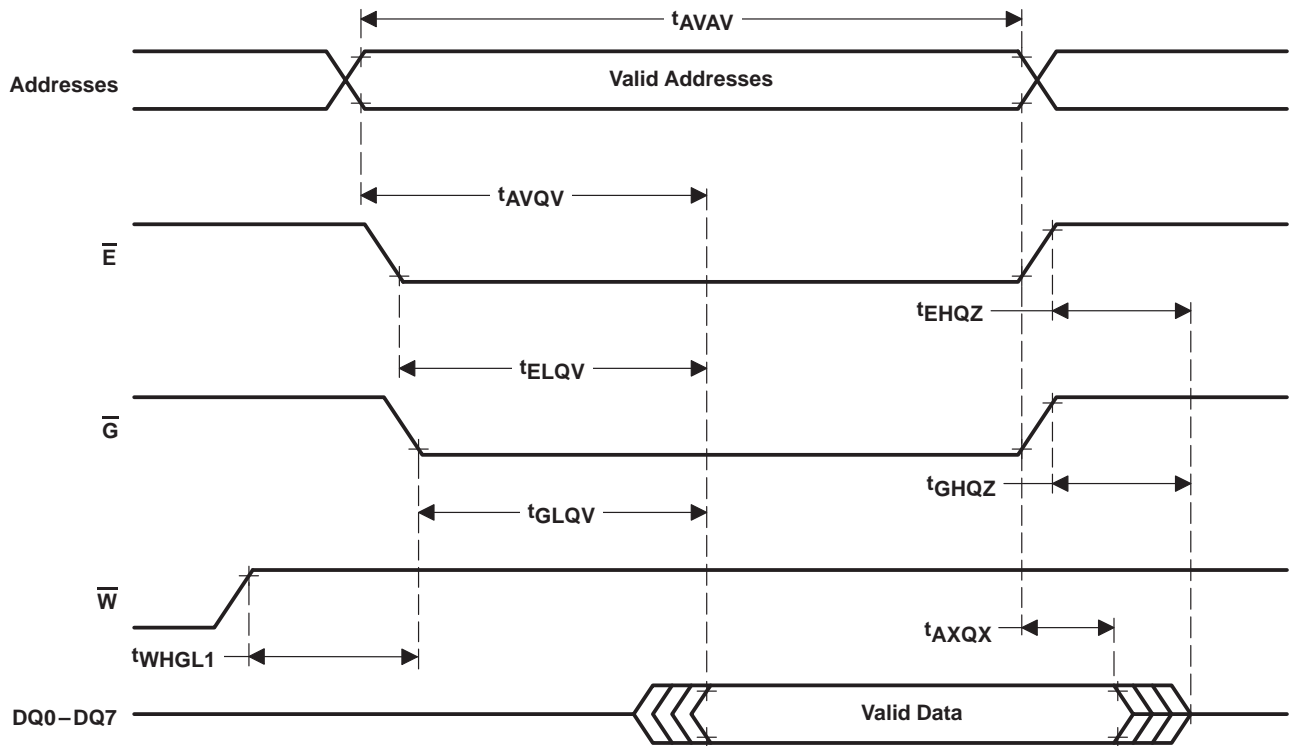 tAVAV
Addresses
Valid Addresses
tAVQV
E̅
tEHQZ
tELQV
G̅
tGHQZ
tGLQV
W̅
tAXQX
tWHGL1
DQ0–DQ7
Valid Data